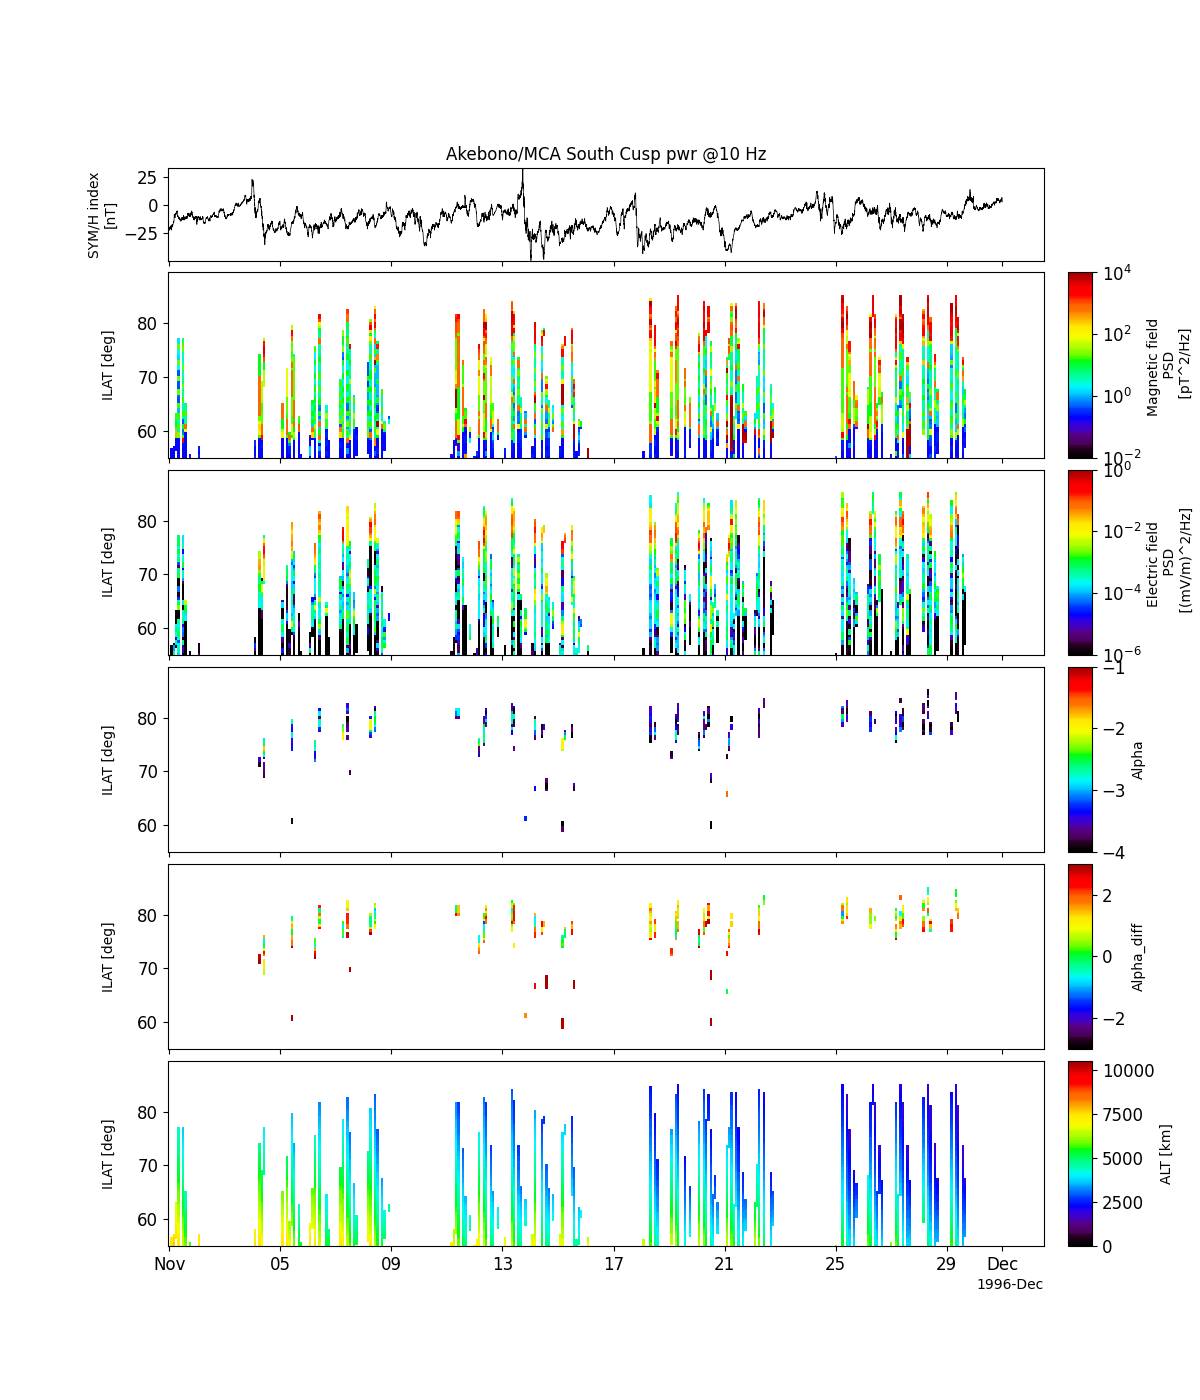 Akebono/MCA South Cusp pwr @10 Hz
SYM/H index
[nT]
25
0
−25
ILAT [deg]
80
70
60
10^4
10^2
10^0
10^−2
Magnetic field
PSD
[pT^2/Hz]
ILAT [deg]
80
70
60
10^0
10^−2
10^−4
10^−6
Electric field
PSD
[(mV/m)^2/Hz]
ILAT [deg]
80
70
60
−1
−2
−3
−4
Alpha
ILAT [deg]
80
70
60
2
0
−2
Alpha_diff
ILAT [deg]
80
70
60
10000
7500
5000
2500
0
ALT [km]
Nov 05 09 13 17 21 25 29 Dec
1996-Dec